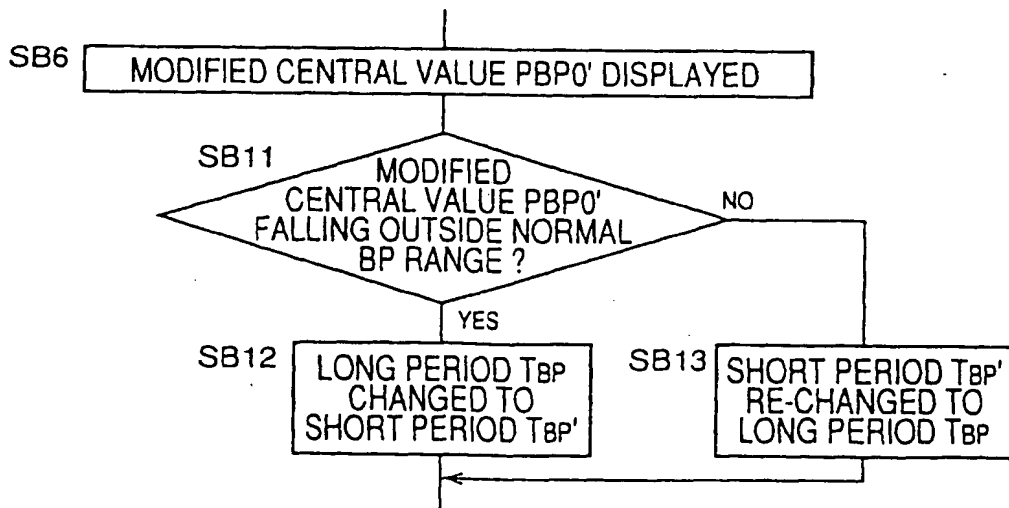 SB6
MODIFIED CENTRAL VALUE PBP0' DISPLAYED
SB11
MODIFIED
CENTRAL VALUE PBP0'
FALLING OUTSIDE NORMAL
BP RANGE ?
NO
YES
SB12
LONG PERIOD TBP
CHANGED TO
SHORT PERIOD TBP'
SB13
SHORT PERIOD TBP'
RE-CHANGED TO
LONG PERIOD TBP